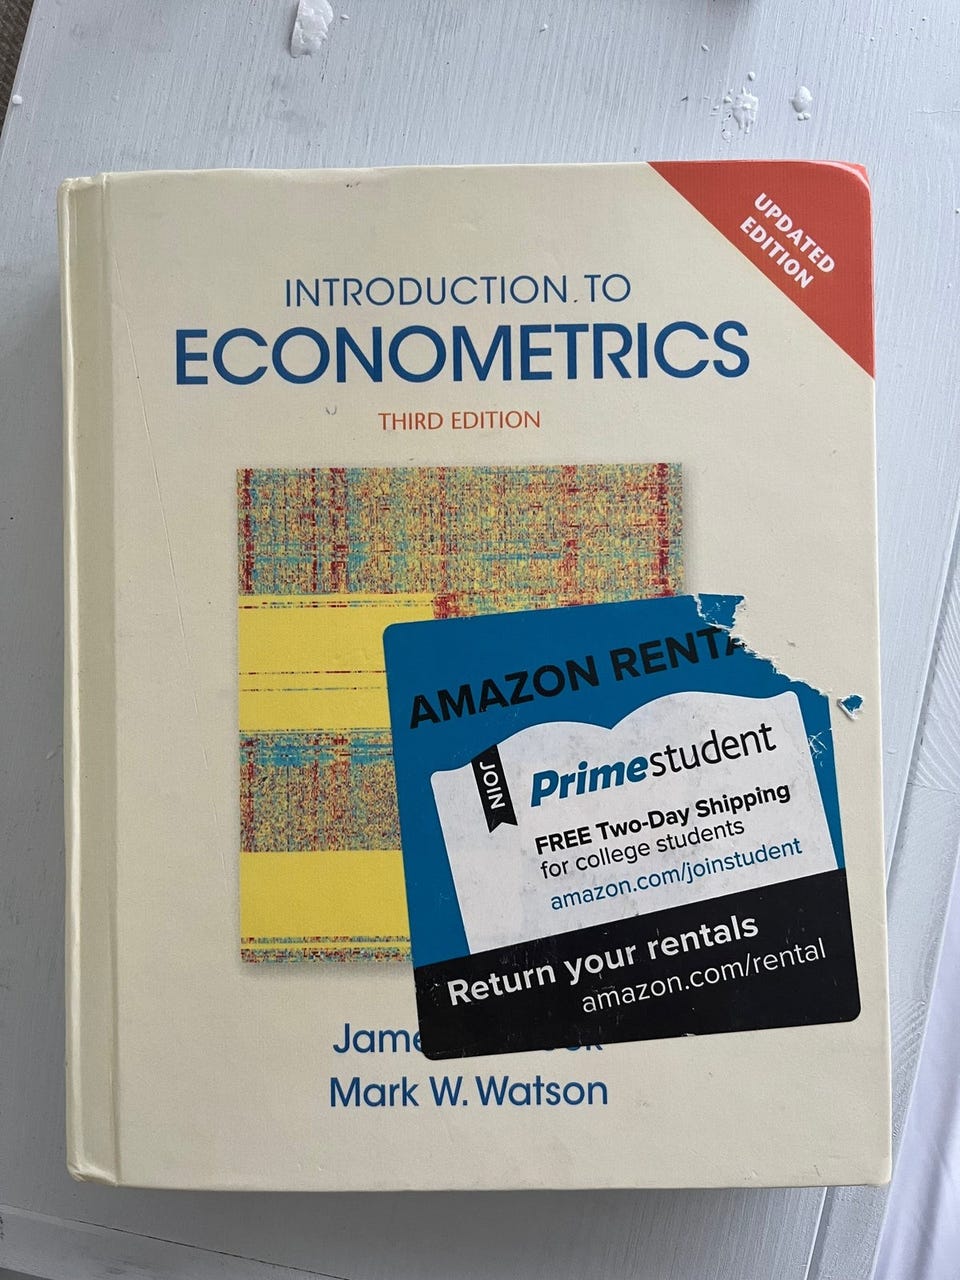 UPDATED
EDITION
INTRODUCTION TO
ECONOMETRICS
THIRD EDITION
AMAZON RENTA
JOIN
Primestudent
FREE Two-Day Shipping
for college students
amazon.com/joinstudent
Return your rentals
amazon.com/rental
Jame
Mark W. Watson